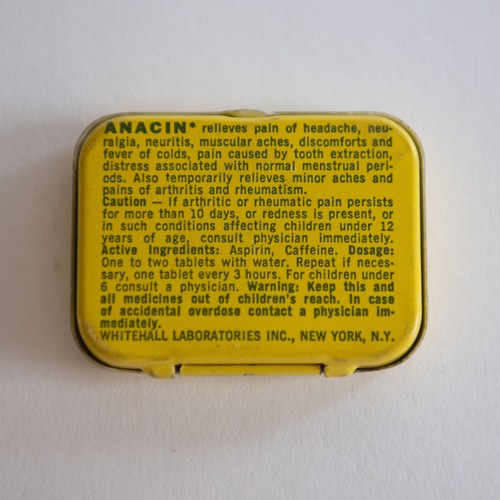 ANACIN* relieves pain of headache, neu-
ralgia, neuritis, muscular aches, discomforts and
fever of colds, pain caused by tooth extraction,
distress associated with normal menstrual peri-
ods. Also temporarily relieves minor aches and
pains of arthritis and rheumatism.
Caution — If arthritic or rheumatic pain persists
for more than 10 days, or redness is present, or
in such conditions affecting children under 12
years of age, consult physician immediately.
Active Ingredients: Aspirin, Caffeine. Dosage:
One to two tablets with water. Repeat if neces-
sary, one tablet every 3 hours. For children under
6 consult a physician. Warning: Keep this and
all medicines out of children's reach. In case
of accidental overdose contact a physician im-
mediately.
WHITEHALL LABORATORIES INC., NEW YORK, N.Y.